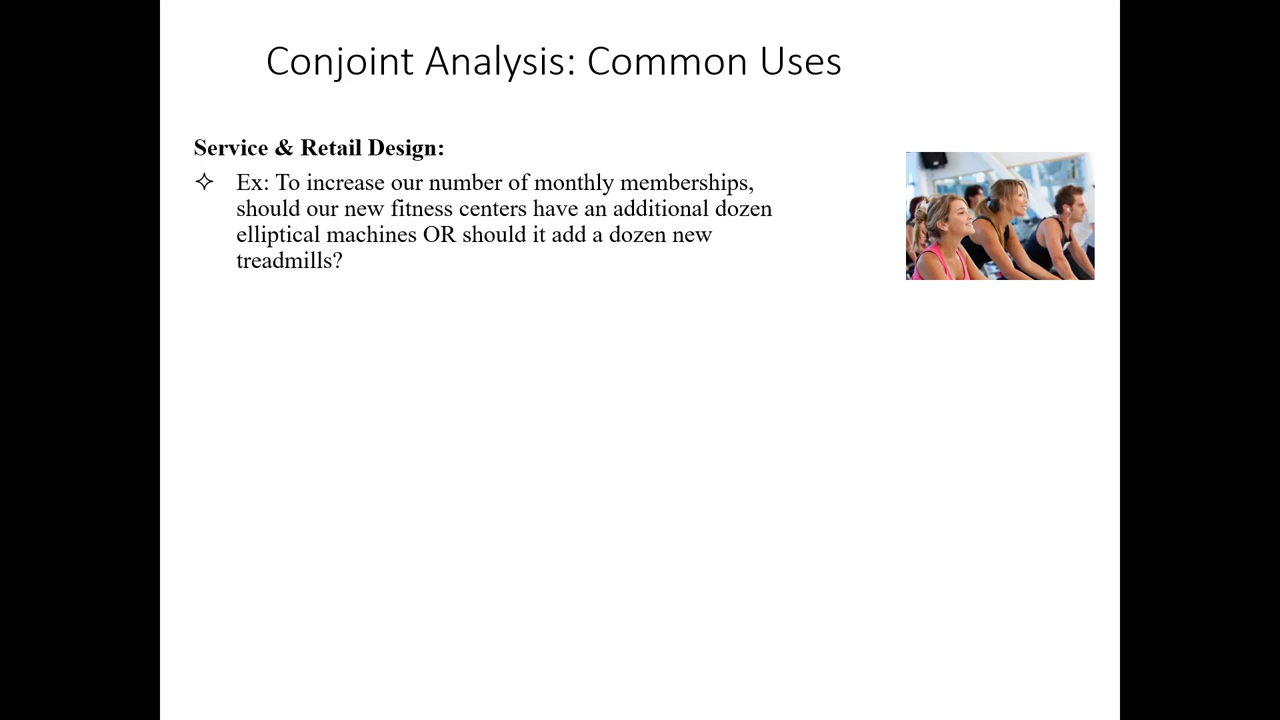 Conjoint Analysis: Common Uses
Service & Retail Design:
Ex: To increase our number of monthly memberships,
should our new fitness centers have an additional dozen
elliptical machines OR should it add a dozen new
treadmills?